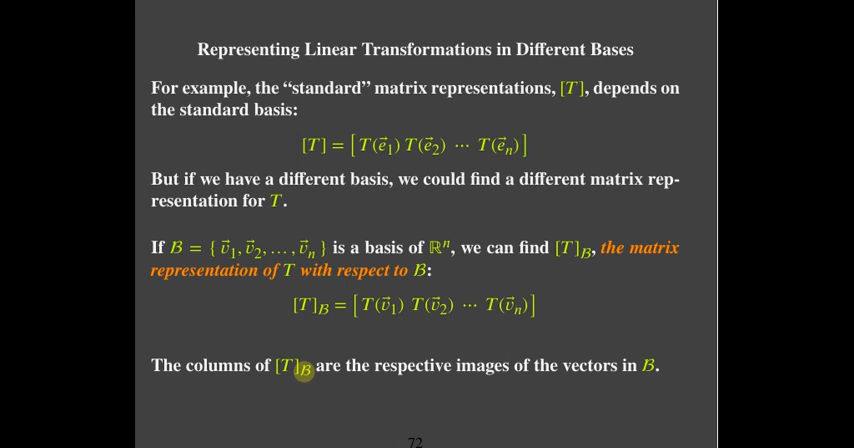 Representing Linear Transformations in Different Bases
For example, the “standard” matrix representations, [T], depends on
the standard basis:
[T] = [ T(e⃗₁) T(e⃗₂) ⋯ T(e⃗ₙ) ]
But if we have a different basis, we could find a different matrix rep-
resentation for T.
If ℬ = { v⃗₁, v⃗₂, …, v⃗ₙ } is a basis of ℝⁿ, we can find [T]ℬ, the matrix
representation of T with respect to ℬ:
[T]ℬ = [ T(v⃗₁) T(v⃗₂) ⋯ T(v⃗ₙ) ]
The columns of [T]ℬ are the respective images of the vectors in ℬ.
72